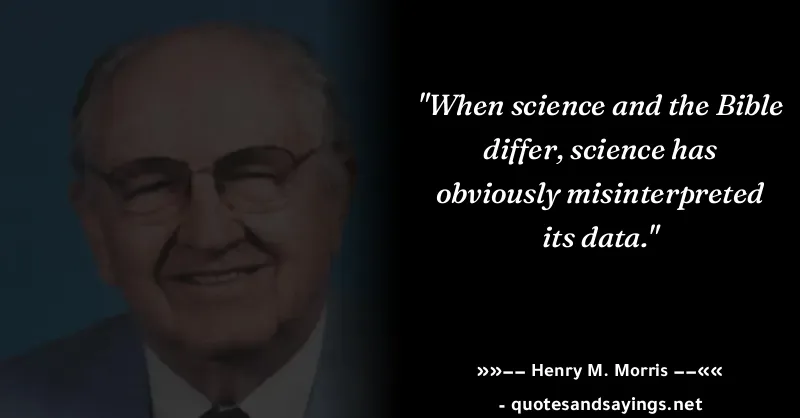 "When science and the Bible
differ, science has
obviously misinterpreted
its data."
»»−− Henry M. Morris −−««
- quotesandsayings.net